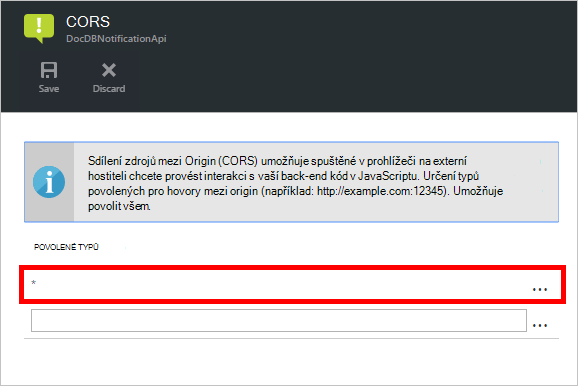 CORS
DocDBNotificationApi
Save Discard
Sdílení zdrojů mezi Origin (CORS) umožňuje spuštěné v prohlížeči na externí
hostiteli chcete provést interakci s vaší back-end kód v JavaScriptu. Určení typů
povolených pro hovory mezi origin (například: http://example.com:12345). Umožňuje
povolit všem.
POVOLENÉ TYPŮ
* ...
...